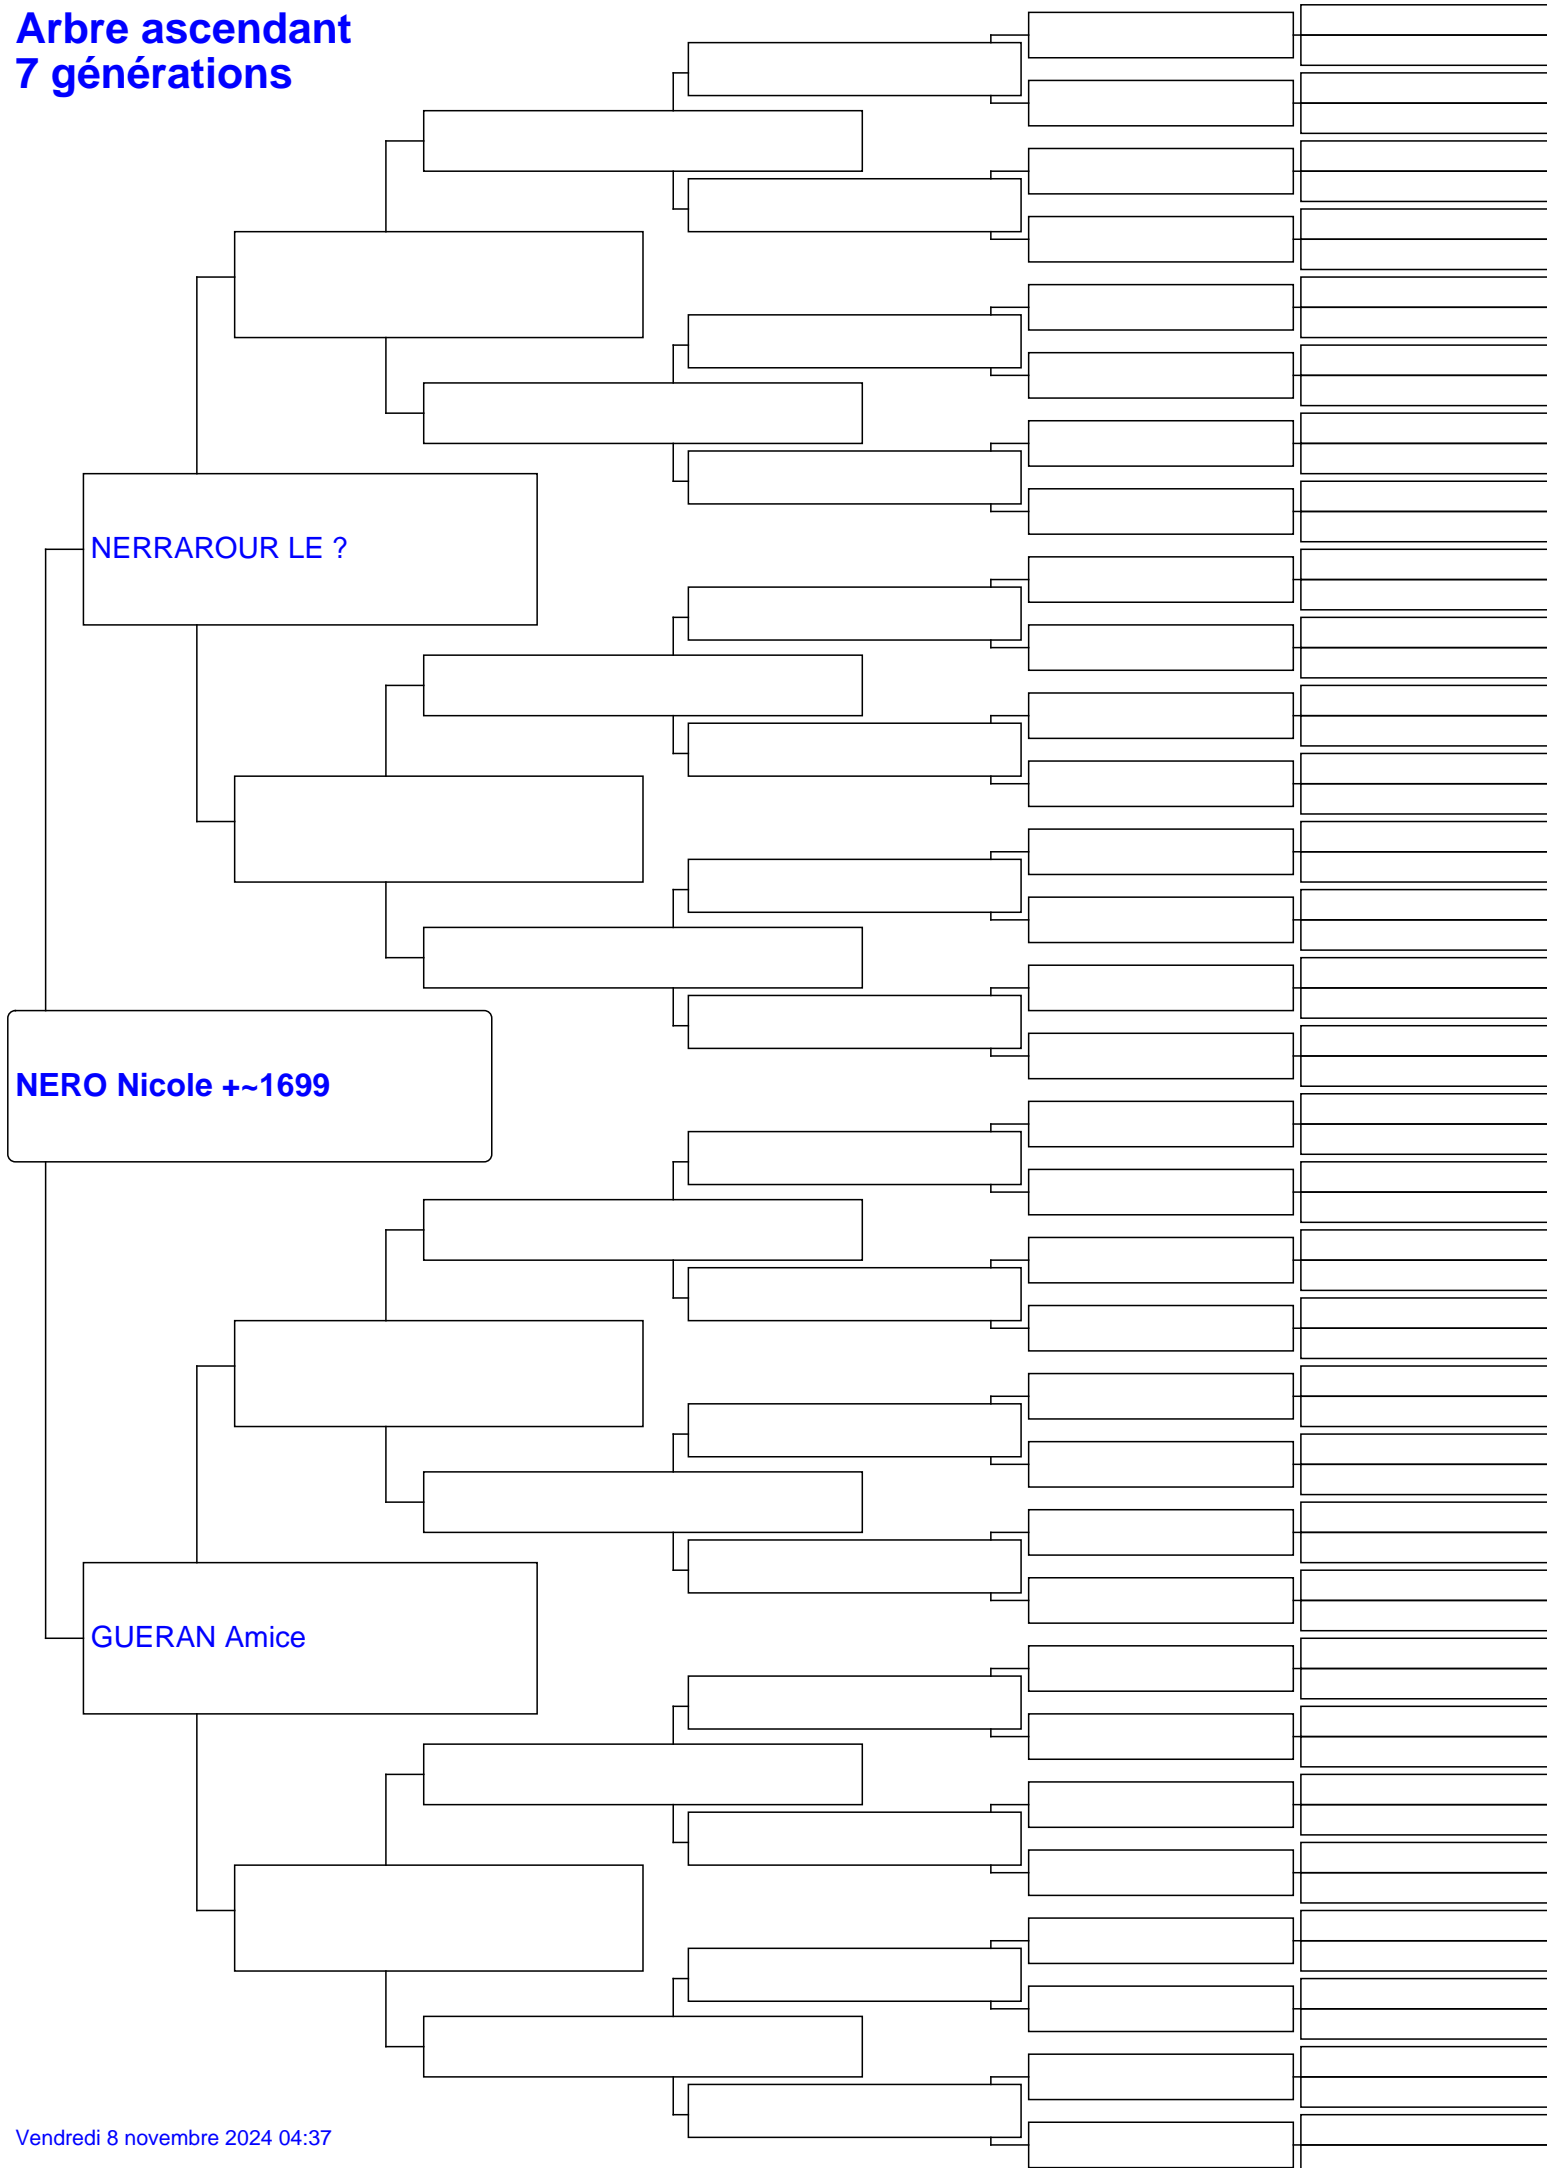 Arbre ascendant
7 générations
NERRAROUR LE ?
NERO Nicole +~1699
GUERAN Amice
Vendredi 8 novembre 2024 04:37